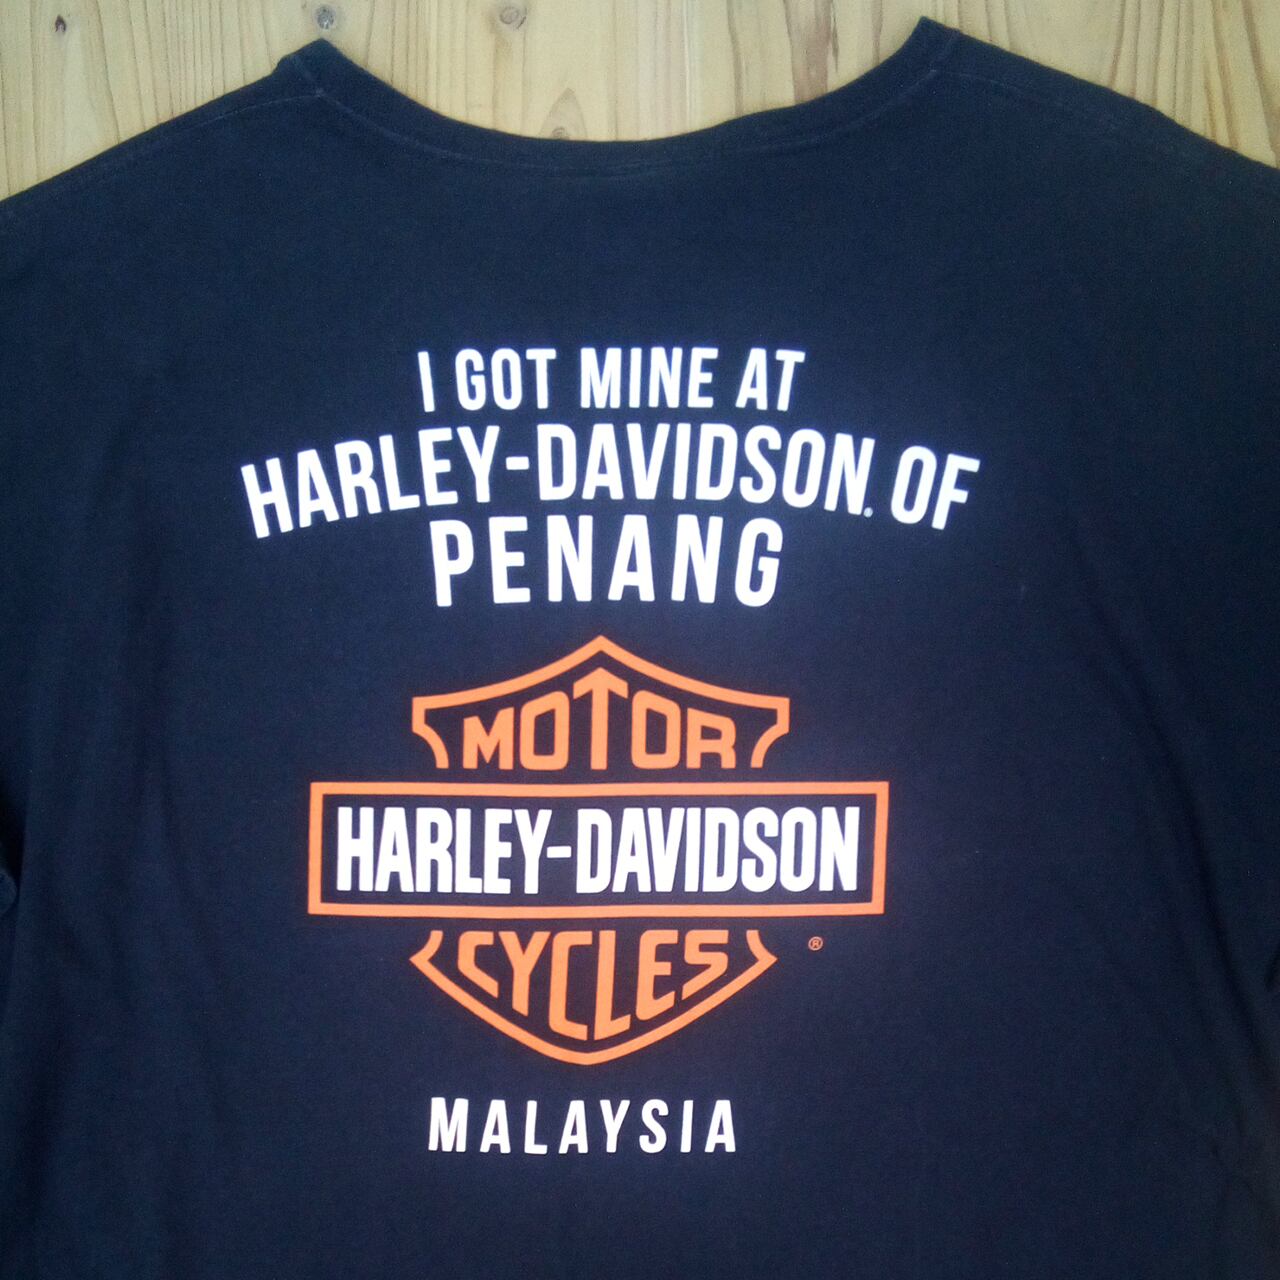 I GOT MINE AT
HARLEY-DAVIDSON. OF
PENANG
MOTOR
HARLEY-DAVIDSON
CYCLES
®
MALAYSIA